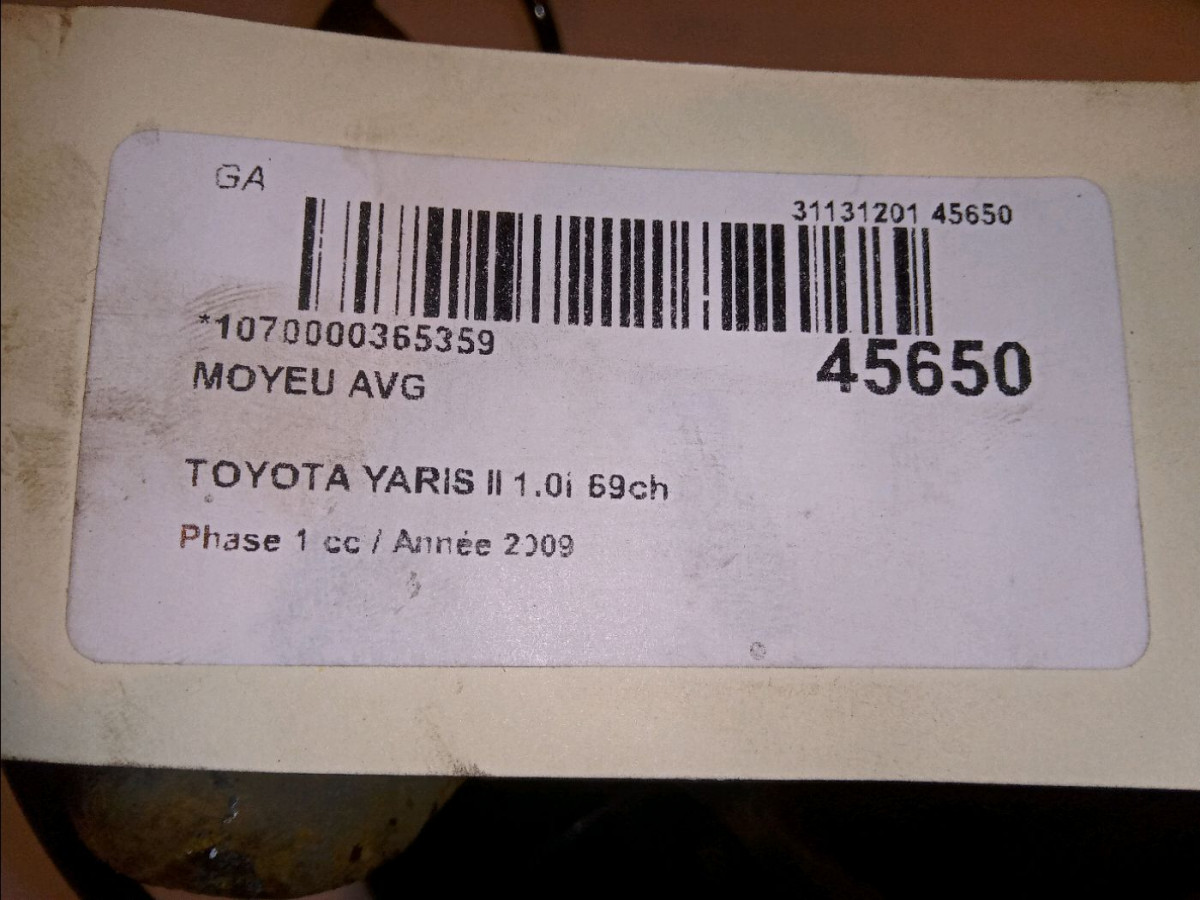 GA
31131201 45650
*1070000365359
45650
MOYEU AVG
TOYOTA YARIS II 1.0i 69ch
Phase 1 cc / Année 2009